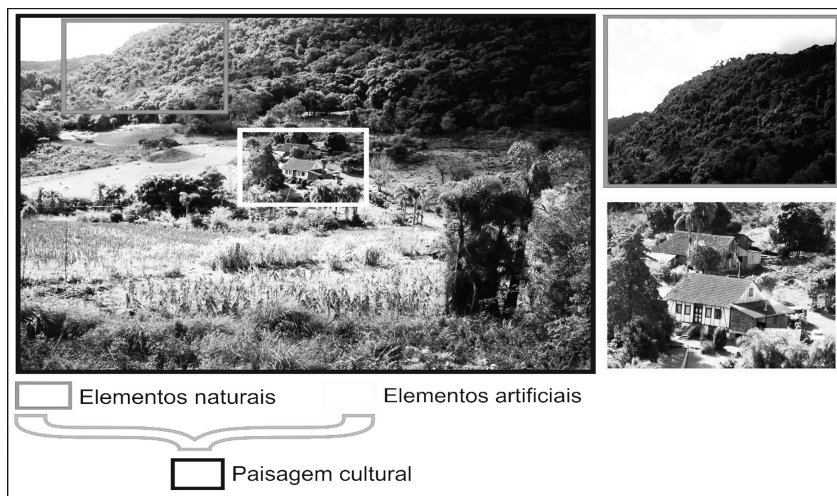 Elementos naturais
Elementos artificiais
Paisagem cultural